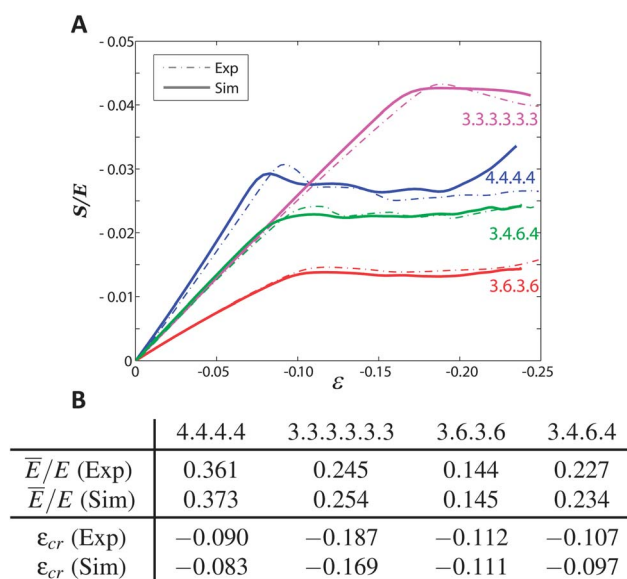 A
- 0.05
- 0.04
- 0.03
- 0.02
- 0.01
0
S/E
Exp
Sim
3.3.3.3.3.3
4.4.4.4
3.4.6.4
3.6.3.6
0 -0.05 -0.10 -0.15 -0.20 -0.25
ε
B
4.4.4.4 3.3.3.3.3.3 3.6.3.6 3.4.6.4
E̅/E (Exp) 0.361 0.245 0.144 0.227
E̅/E (Sim) 0.373 0.254 0.145 0.234
εcr (Exp) −0.090 −0.187 −0.112 −0.107
εcr (Sim) −0.083 −0.169 −0.111 −0.097